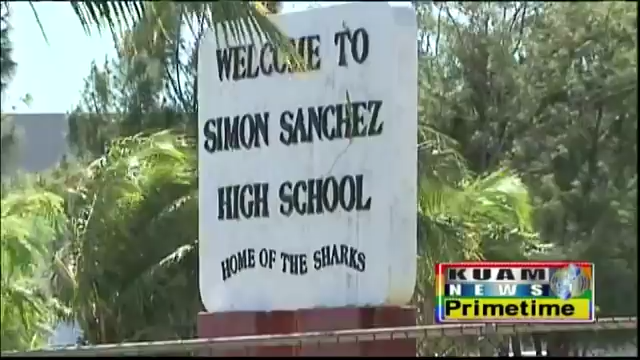 WELCOME TO
SIMON SANCHEZ
HIGH SCHOOL
HOME OF THE SHARKS
KUAM
NEWS
Primetime